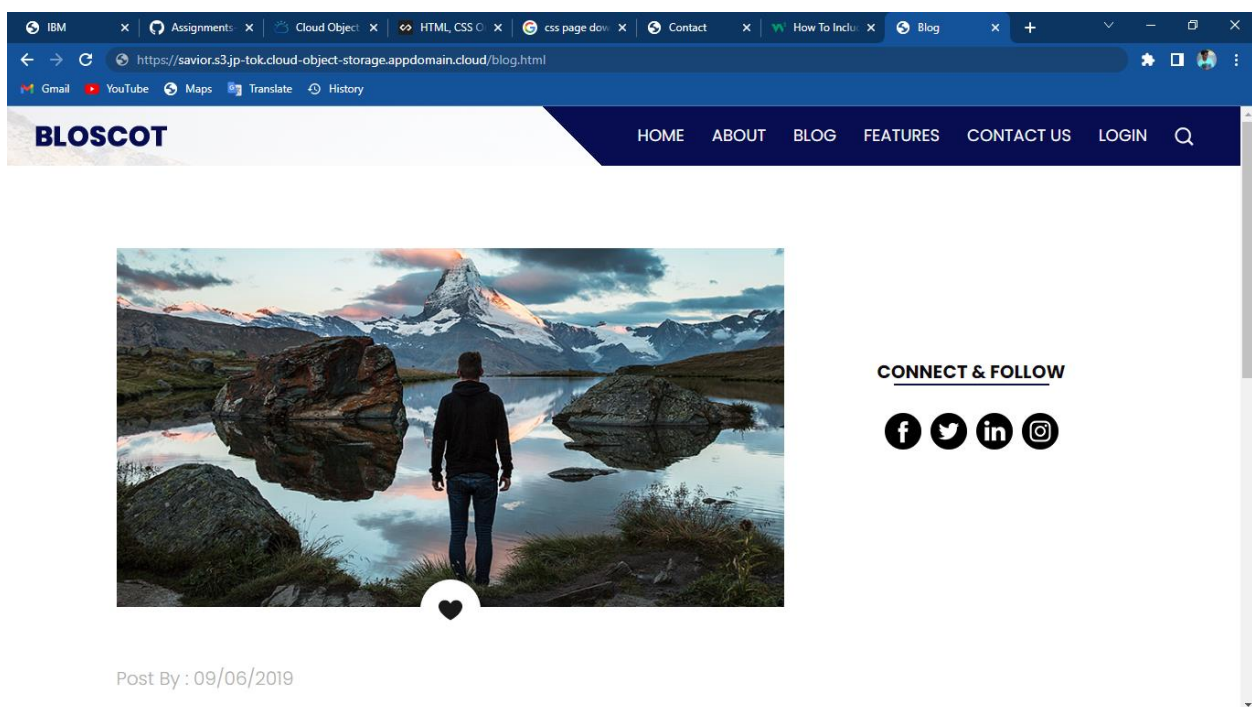 IBM
Assignments-
Cloud Object
HTML, CSS
css page dow
Contact
How To Inclu
Blog
https://savior.s3.jp-tok.cloud-object-storage.appdomain.cloud/blog.html
Gmail YouTube Maps Translate History
BLOSCOT HOME ABOUT BLOG FEATURES CONTACT US LOGIN
CONNECT & FOLLOW
Post By : 09/06/2019